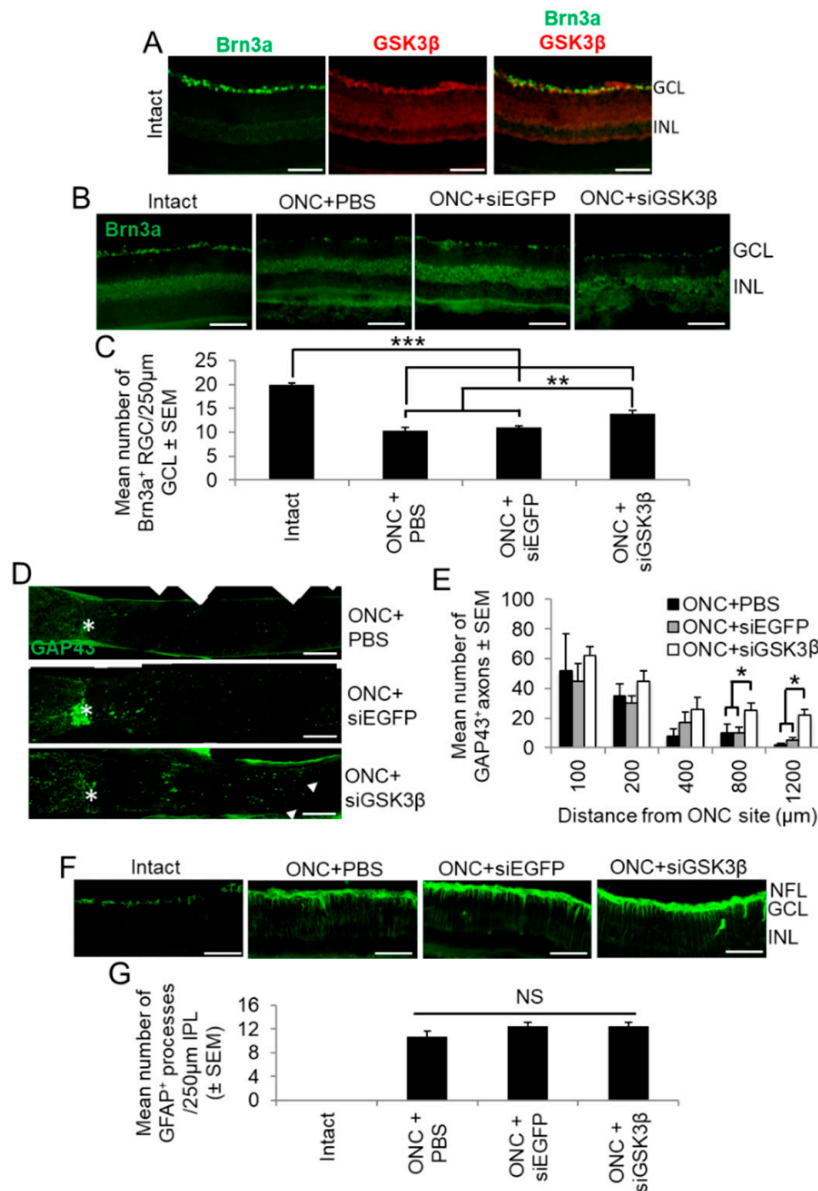 A
Brn3a
GSK3β
Brn3a
GSK3β
Intact
GCL
INL
B
Intact
ONC+PBS
ONC+siEGFP
ONC+siGSK3β
Brn3a
GCL
INL
C
Mean number of
Brn3a⁺ RGC/250µm
GCL ± SEM
25
20
15
10
5
0
***
**
Intact
ONC +
PBS
ONC +
siEGFP
ONC +
siGSK3β
D
GAP43
*
ONC+
PBS
*
ONC+
siEGFP
*
ONC+
siGSK3β
E
Mean number of
GAP43⁺axons ± SEM
100
80
60
40
20
0
ONC+PBS
ONC+siEGFP
ONC+siGSK3β
*
*
100
200
400
800
1200
Distance from ONC site (µm)
F
Intact
ONC+PBS
ONC+siEGFP
ONC+siGSK3β
NFL
GCL
INL
G
Mean number of
GFAP⁺ processes
/250µm IPL
(± SEM)
16
12
8
4
0
NS
Intact
ONC +
PBS
ONC +
siEGFP
ONC +
siGSK3β